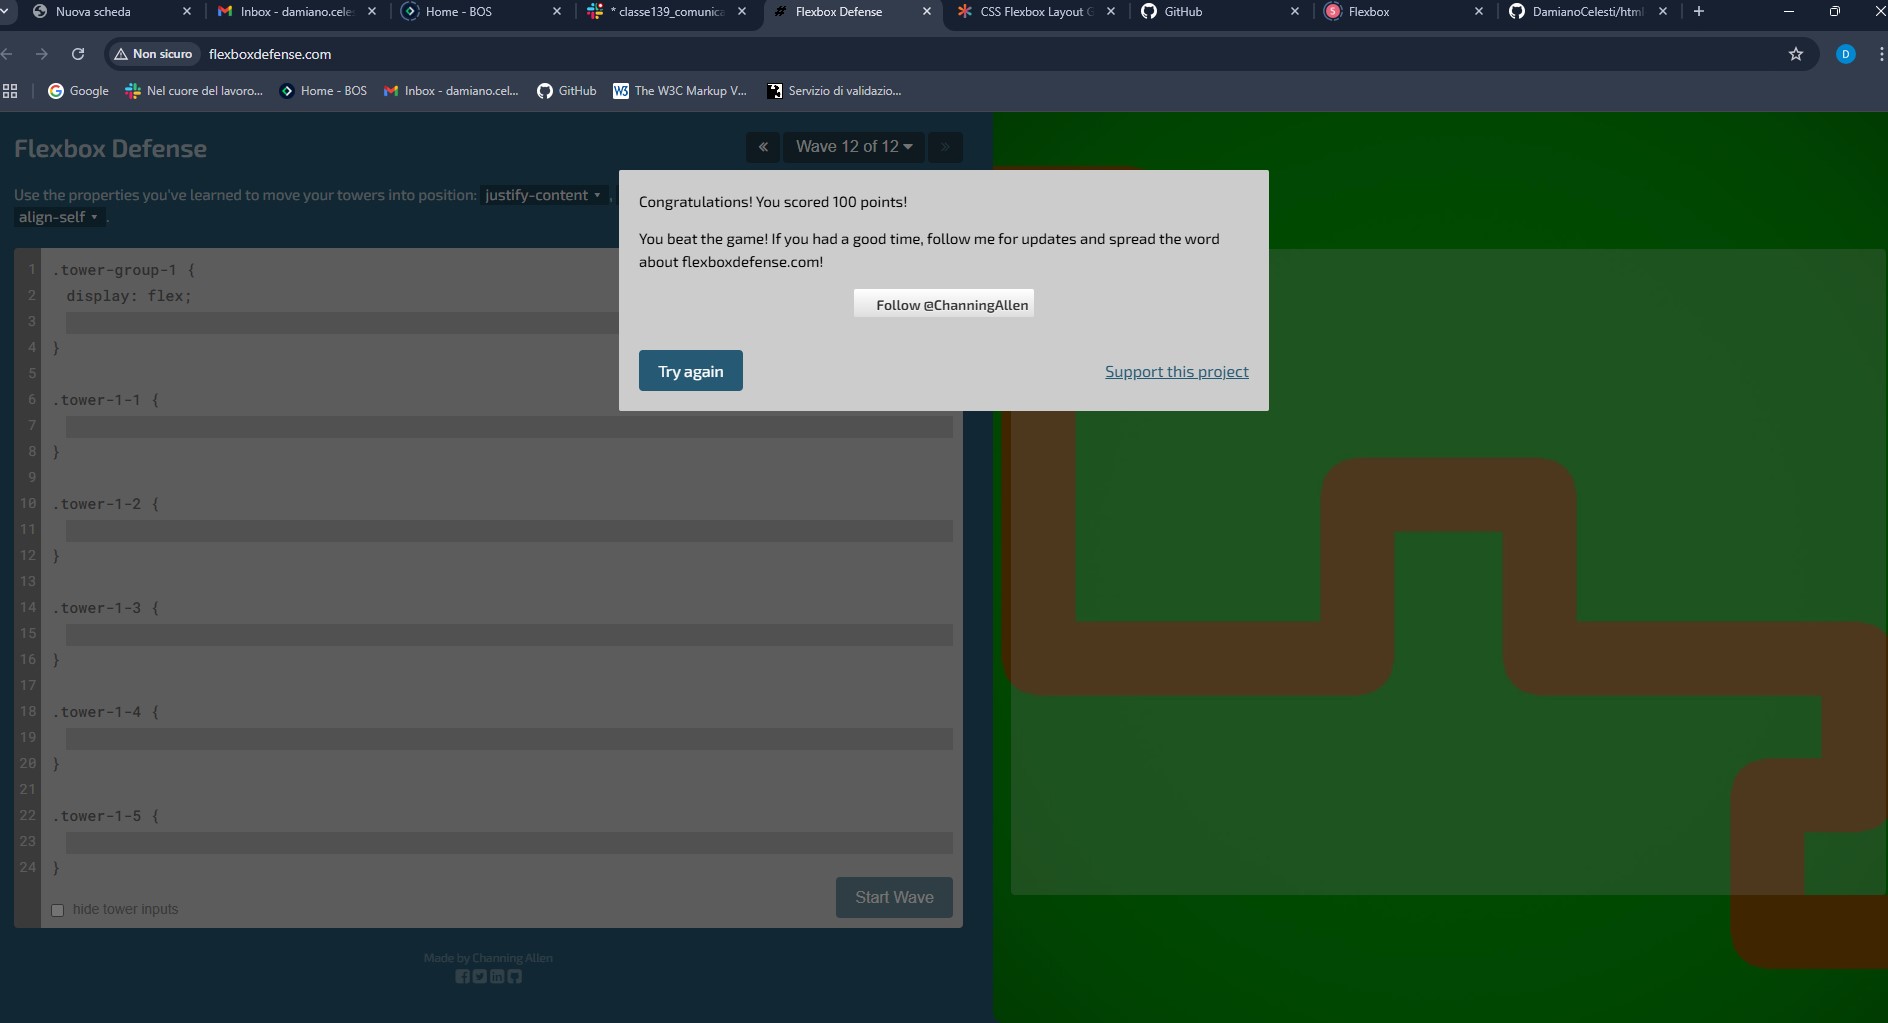 Nuova scheda
Inbox - damiano.celes
Home - BOS
* classe139_comunica
Flexbox Defense
CSS Flexbox Layout G
GitHub
Flexbox
DamianoCelesti/html
Non sicuro
flexboxdefense.com
D
Google
Nel cuore del lavoro...
Home - BOS
Inbox - damiano.cel...
GitHub
The W3C Markup V...
Servizio di validazio...
Flexbox Defense
« Wave 12 of 12 »
Use the properties you've learned to move your towers into position: justify-content ,
align-self .
Congratulations! You scored 100 points!
You beat the game! If you had a good time, follow me for updates and spread the word
about flexboxdefense.com!
Follow @ChanningAllen
Try again
Support this project
1 .tower-group-1 {
2 display: flex;
3
4 }
5
6 .tower-1-1 {
7
8 }
9
10 .tower-1-2 {
11
12 }
13
14 .tower-1-3 {
15
16 }
17
18 .tower-1-4 {
19
20 }
21
22 .tower-1-5 {
23
24 }
hide tower inputs
Start Wave
Made by Channing Allen